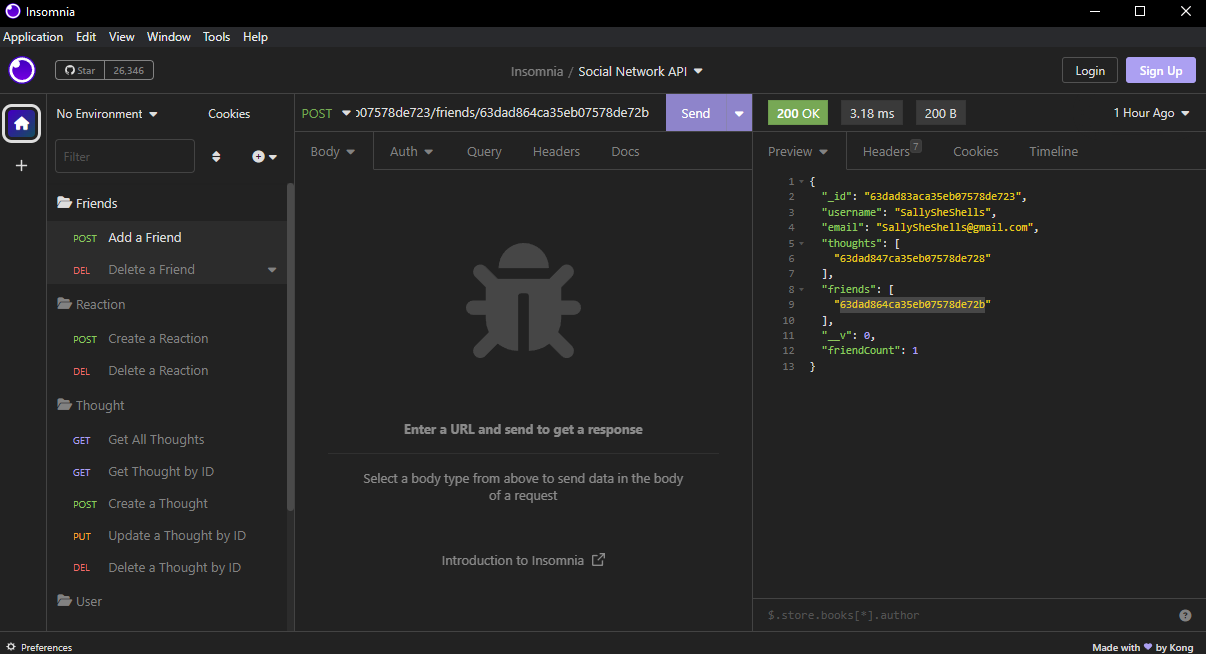 Insomnia
Application Edit View Window Tools Help
Star 26,346
Insomnia / Social Network API
Login Sign Up
No Environment Cookies
Filter
Friends
POST Add a Friend
DEL Delete a Friend
Reaction
POST Create a Reaction
DEL Delete a Reaction
Thought
GET Get All Thoughts
GET Get Thought by ID
POST Create a Thought
PUT Update a Thought by ID
DEL Delete a Thought by ID
User
POST b07578de723/friends/63dad864ca35eb07578de72b Send
Body Auth Query Headers Docs
Enter a URL and send to get a response
Select a body type from above to send data in the body
of a request
Introduction to Insomnia
200 OK 3.18 ms 200 B 1 Hour Ago
Preview Headers 7 Cookies Timeline
1 {
2 "_id": "63dad83aca35eb07578de723",
3 "username": "SallySheShells",
4 "email": "SallySheShells@gmail.com",
5 "thoughts": [
6 "63dad847ca35eb07578de728"
7 ],
8 "friends": [
9 "63dad864ca35eb07578de72b"
10 ],
11 "__v": 0,
12 "friendCount": 1
13 }
$.store.books[*].author ?
Preferences
Made with by Kong